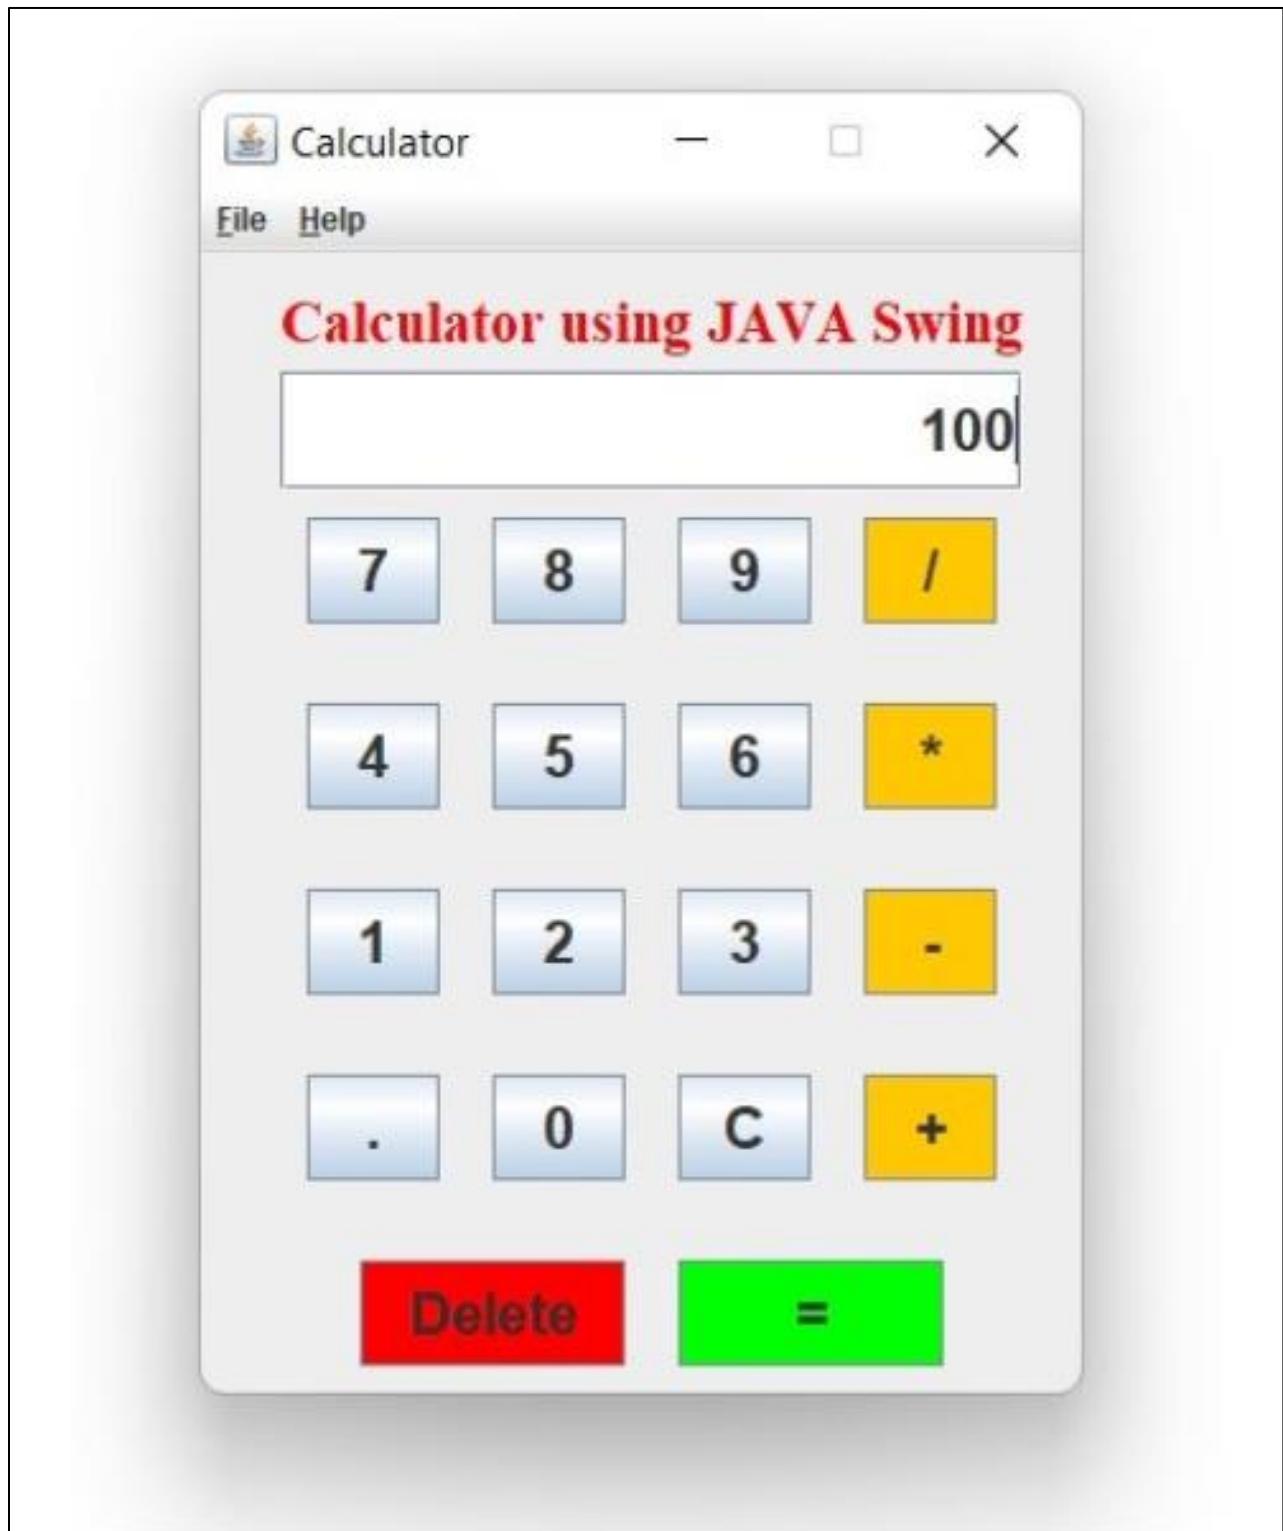 Calculator
File Help
Calculator using JAVA Swing
100
7 8 9 /
4 5 6 *
1 2 3 -
. 0 C +
Delete =